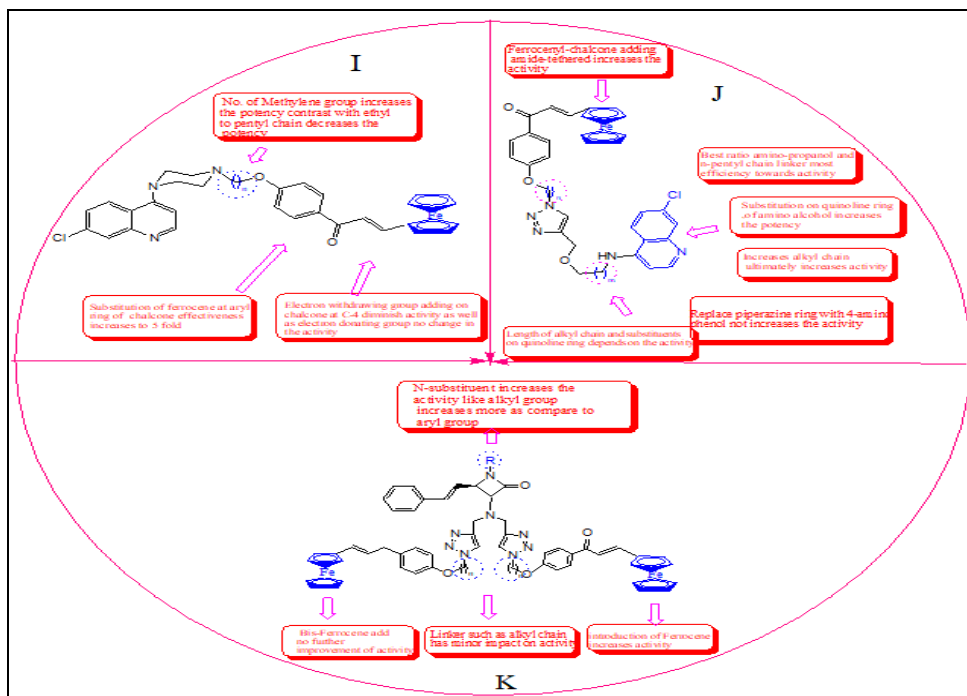 I
No. of Methylene group increases
the potency contrast with ethyl
to pentyl chain decreases the
potency
N
N
O
n
Cl
N
O
Fe
Substitution of ferrocene at aryl
ring of chalcone effectiveness
increases to 5 fold
Electron withdrawing group adding on
chalcone at C-4 diminish activity as well
as electron donating group no change in
the activity
Ferrocenyl-chalcone adding
amide-tethered increases the
activity
J
O
Fe
O
n
N
N
N
O
HN
Cl
N
Best ratio amino-propanol and
n-pentyl chain linker most
efficiency towards activity
Substitution on quinoline ring
of amino alcohol increases
the potency
Increases alkyl chain
ultimately increases activity
Replace piperazine ring with 4-amino
phenol not increases the activity
Length of alkyl chain and substituents
on quinoline ring depends on the activity
N-substituent increases the
activity like alkyl group
increases more as compare to
aryl group
R
N
O
N
N
N
N
N
N
N
O
n
O
O
Fe
Fe
Bis-Ferrocene add
no further
improvement of activity
Linker such as alkyl chain
has minor impact on activity
introduction of Ferrocene
increases activity
K